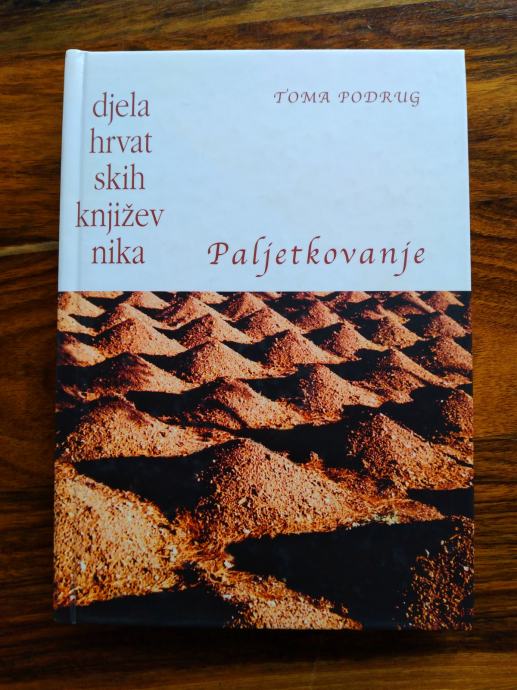 djela
hrvat
skih
književ
nika
TOMA PODRUG
Paljetkovanje